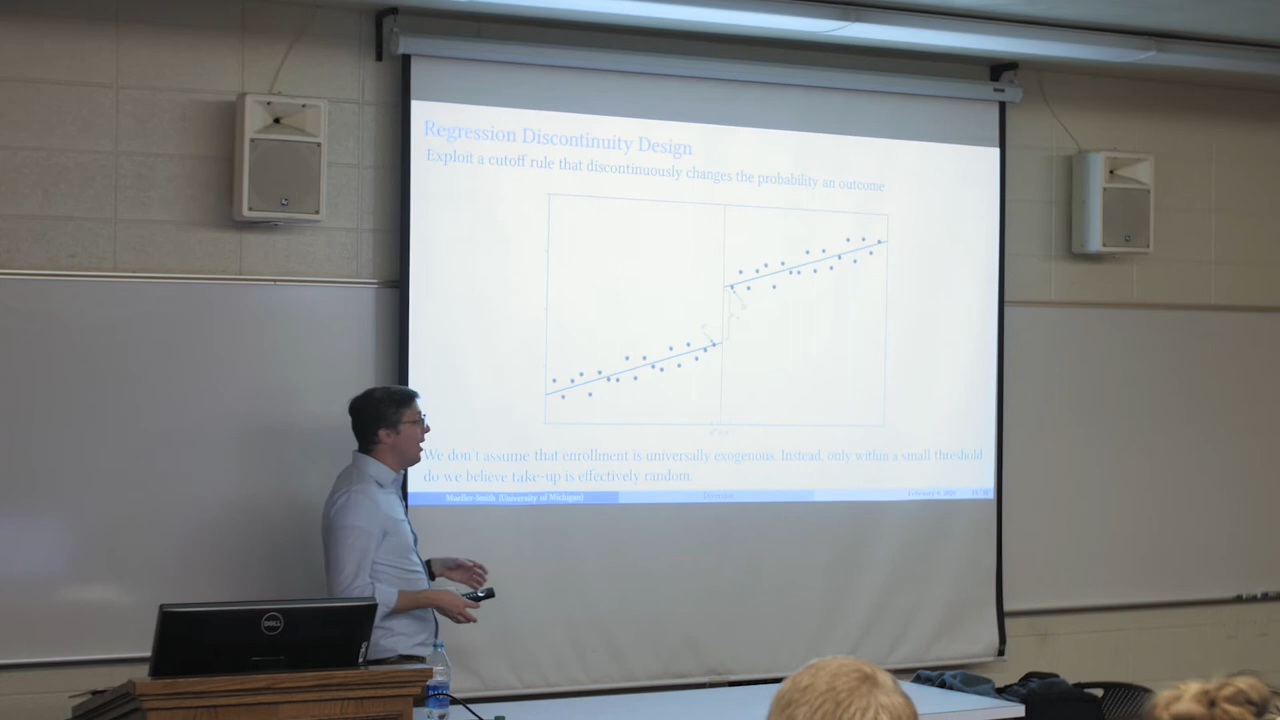 Regression Discontinuity Design
Exploit a cutoff rule that discontinuously changes the probability an outcome
We don't assume that enrollment is universally exogenous. Instead, only within a small threshold
do we believe take-up is effectively random.
Mueller-Smith (University of Michigan)
DELL